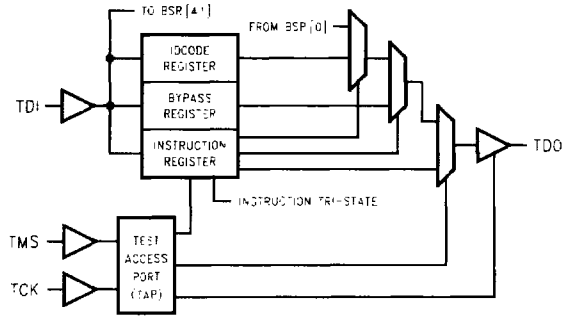 TO BSR[41]
FROM BSP[0]
IDCODE
REGISTER
TDI
BYPASS
REGISTER
INSTRUCTION
REGISTER
TDO
INSTRUCTION TRI-STATE
TMS
TEST
ACCESS
PORT
(TAP)
TCK